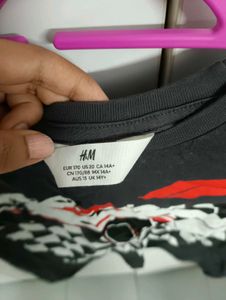 H&M
EUR 170 US 20 CA 14A+
CN 170/88 MX 14A+
AUS 15 UK 14Y+